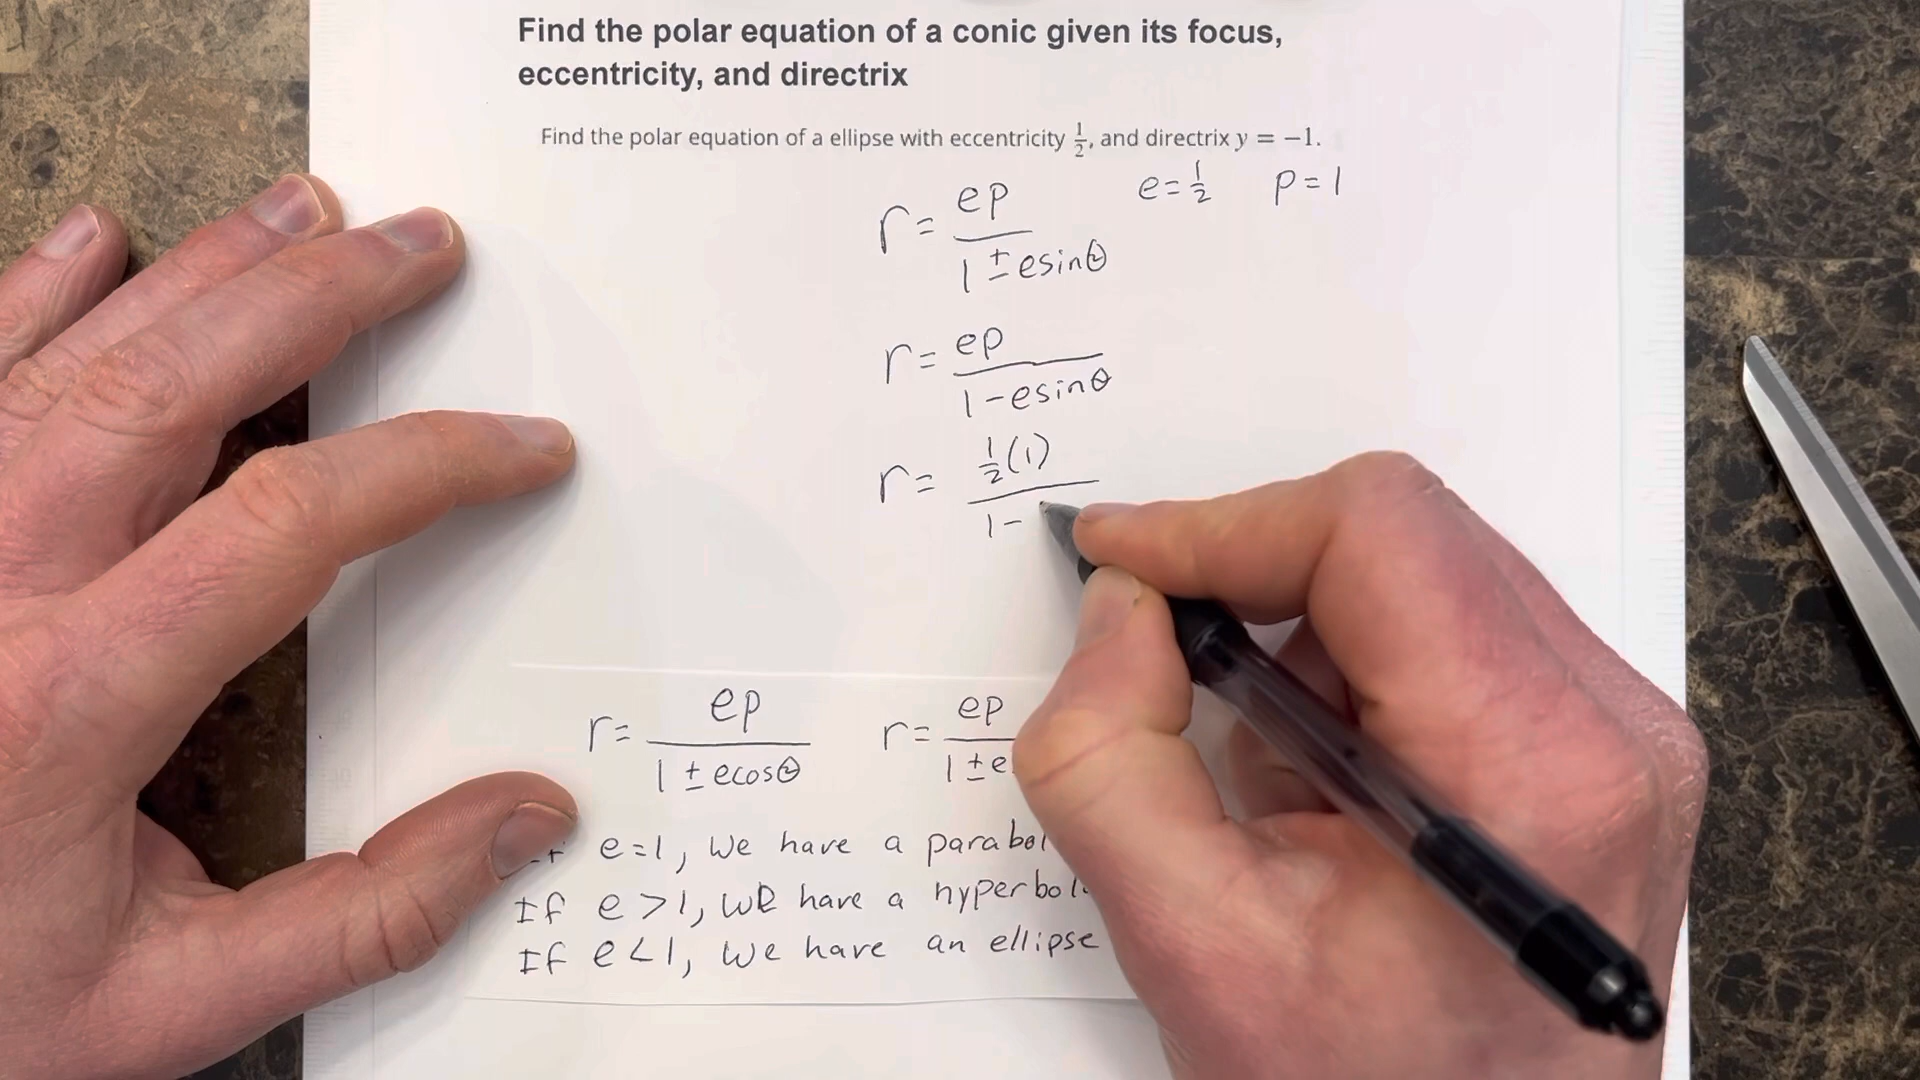 Find the polar equation of a conic given its focus,
eccentricity, and directrix
Find the polar equation of a ellipse with eccentricity 1/2, and directrix y = −1.
r = ep / (1 ± esinθ)   e = 1/2   p = 1
r = ep / (1 - esinθ)
r = 1/2(1) / (1 -
r = ep / (1 ± ecosθ)   r = ep / (1 ± e
e=1, we have a
If e >1, we have a
If e <1, we have an ellipse